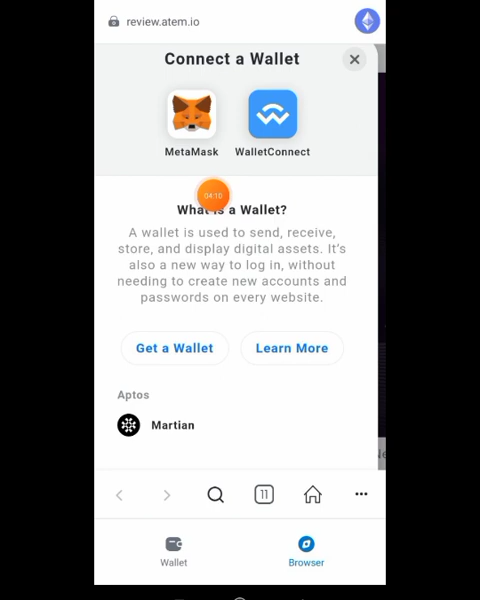 review.atem.io
Connect a Wallet
MetaMask
WalletConnect
04:10
What is a Wallet?
A wallet is used to send, receive,
store, and display digital assets. It's
also a new way to log in, without
needing to create new accounts and
passwords on every website.
Get a Wallet
Learn More
Aptos
Martian
11
Wallet
Browser